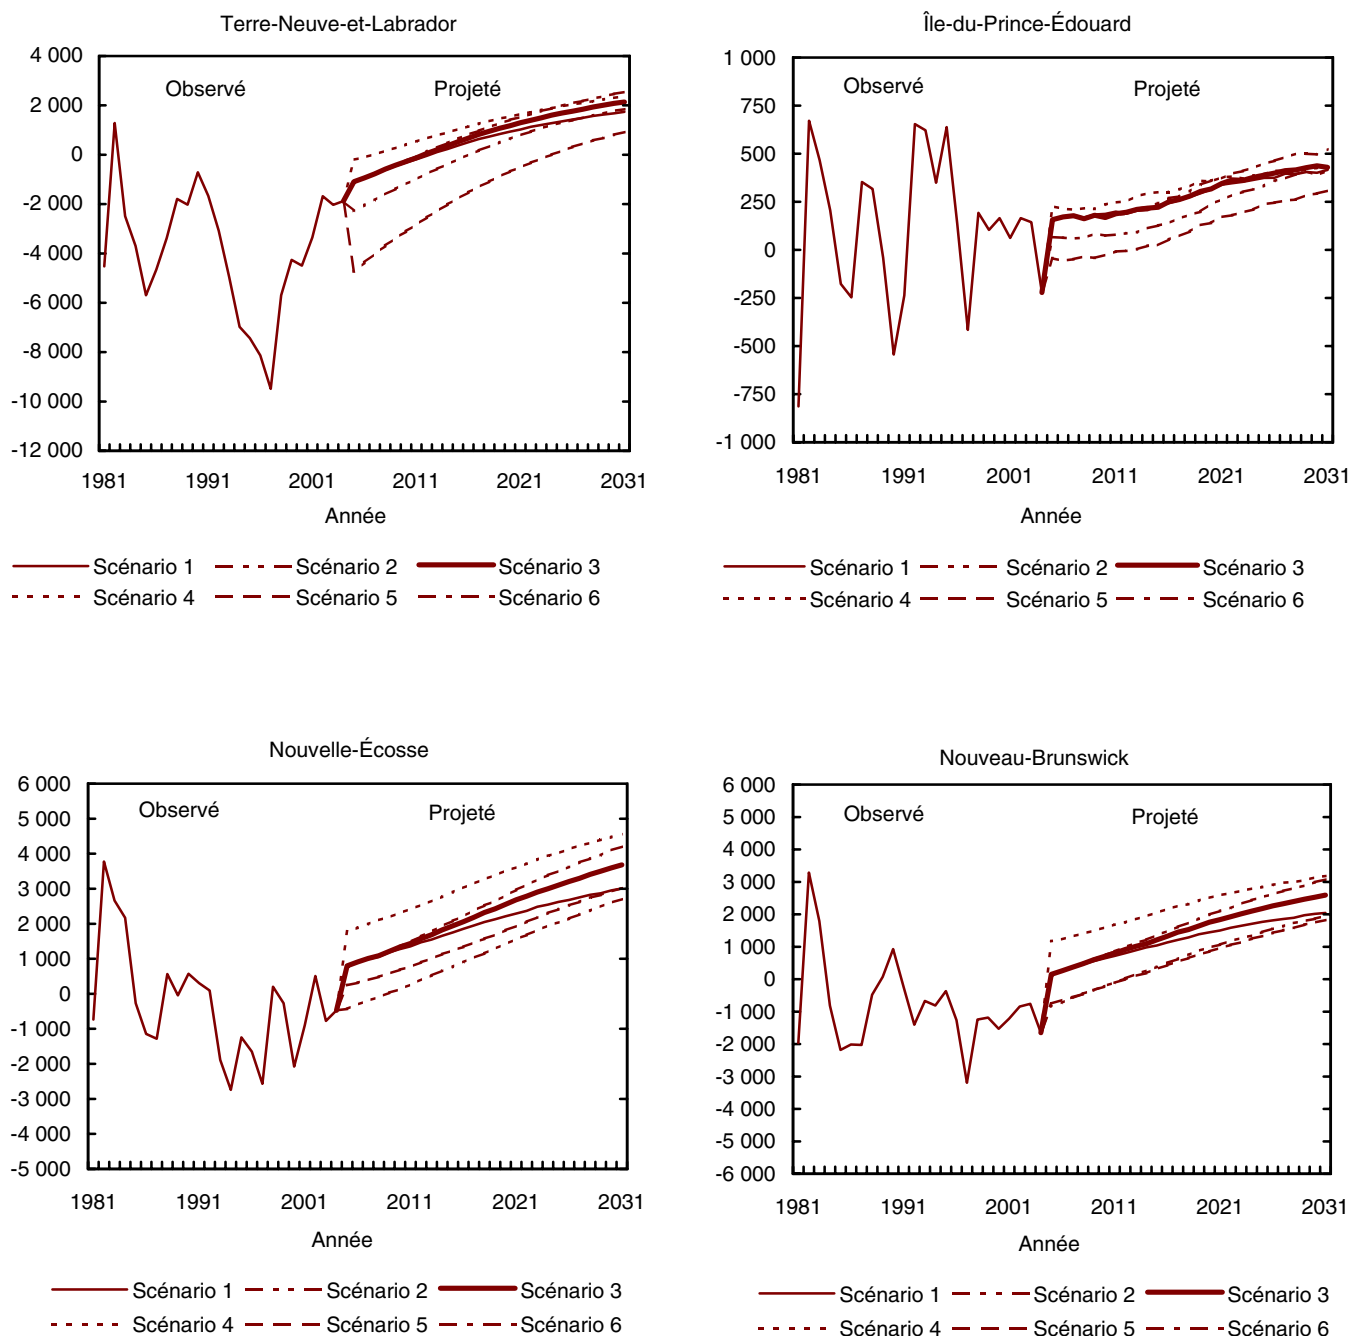 Terre-Neuve-et-Labrador
4 000
2 000
0
-2 000
-4 000
-6 000
-8 000
-10 000
-12 000
Observé
Projeté
1981 1991 2001 2011 2021 2031
Année
Scénario 1 Scénario 2 Scénario 3
Scénario 4 Scénario 5 Scénario 6
Île-du-Prince-Édouard
1 000
750
500
250
0
-250
-500
-750
-1 000
Observé
Projeté
1981 1991 2001 2011 2021 2031
Année
Scénario 1 Scénario 2 Scénario 3
Scénario 4 Scénario 5 Scénario 6
Nouvelle-Écosse
6 000
5 000
4 000
3 000
2 000
1 000
0
-1 000
-2 000
-3 000
-4 000
-5 000
Observé
Projeté
1981 1991 2001 2011 2021 2031
Année
Scénario 1 Scénario 2 Scénario 3
Scénario 4 Scénario 5 Scénario 6
Nouveau-Brunswick
6 000
5 000
4 000
3 000
2 000
1 000
0
-1 000
-2 000
-3 000
-4 000
-5 000
-6 000
Observé
Projeté
1981 1991 2001 2011 2021 2031
Année
Scénario 1 Scénario 2 Scénario 3
Scénario 4 Scénario 5 Scénario 6